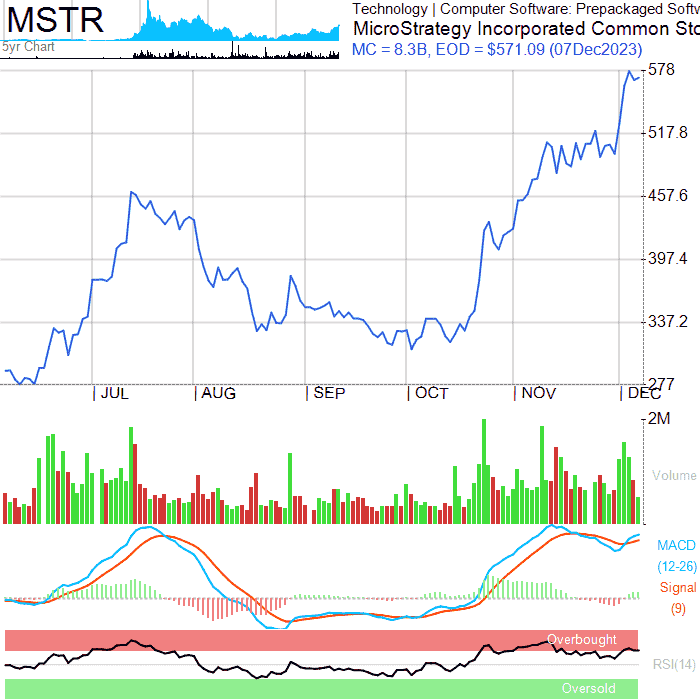 MSTR
Technology | Computer Software: Prepackaged Softw
MicroStrategy Incorporated Common Sto
5yr Chart
MC = 8.3B, EOD = $571.09 (07Dec2023)
578
517.8
457.6
397.4
337.2
277
JUL AUG SEP OCT NOV DEC
2M
Volume
MACD
(12-26)
Signal
(9)
Overbought
RSI(14)
Oversold